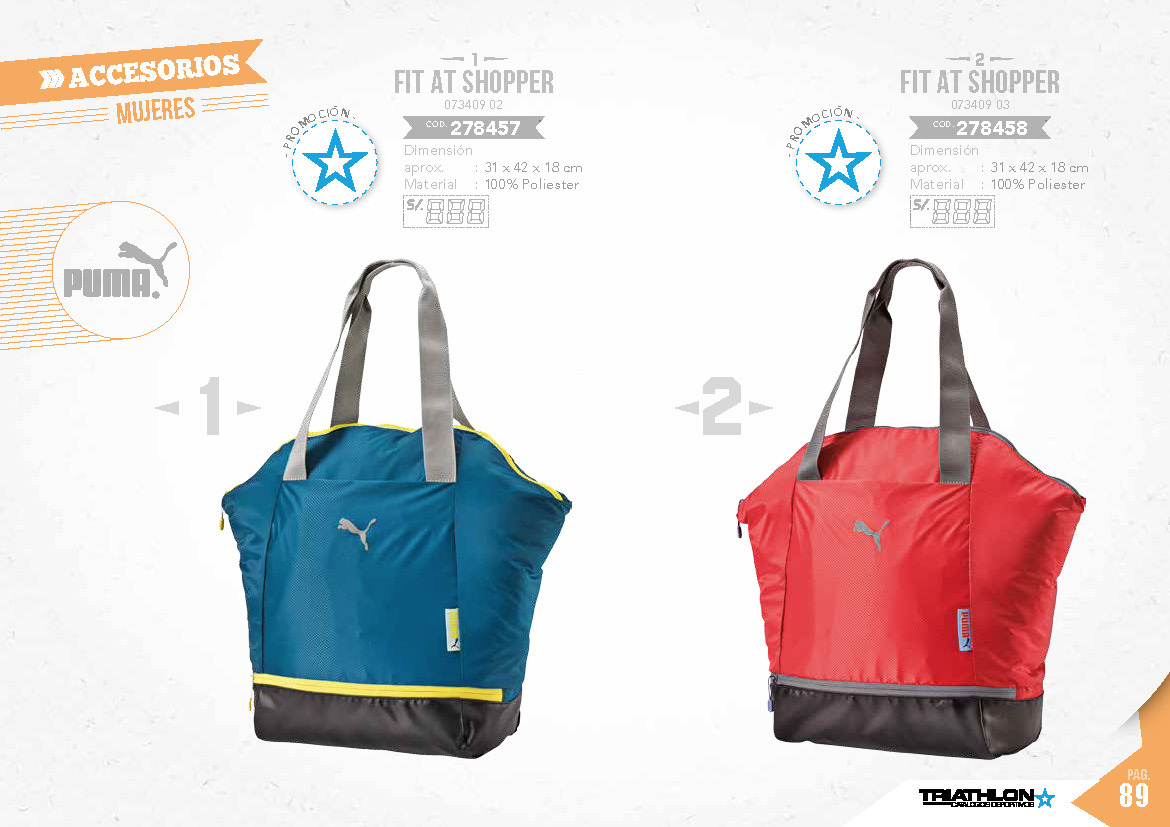 ACCESORIOS
MUJERES
PUMA
1
FIT AT SHOPPER
073409 02
COD. 278457
Dimensión
aprox. : 31 x 42 x 18 cm
Material : 100% Poliester
S/. 888
PROMOCIÓN
2
FIT AT SHOPPER
073409 03
COD. 278458
Dimensión
aprox. : 31 x 42 x 18 cm
Material : 100% Poliester
S/. 888
PROMOCIÓN
1
2
PUMA
PUMA
TRIATHLON
CATALOGOS DEPORTIVOS
PAG.
89